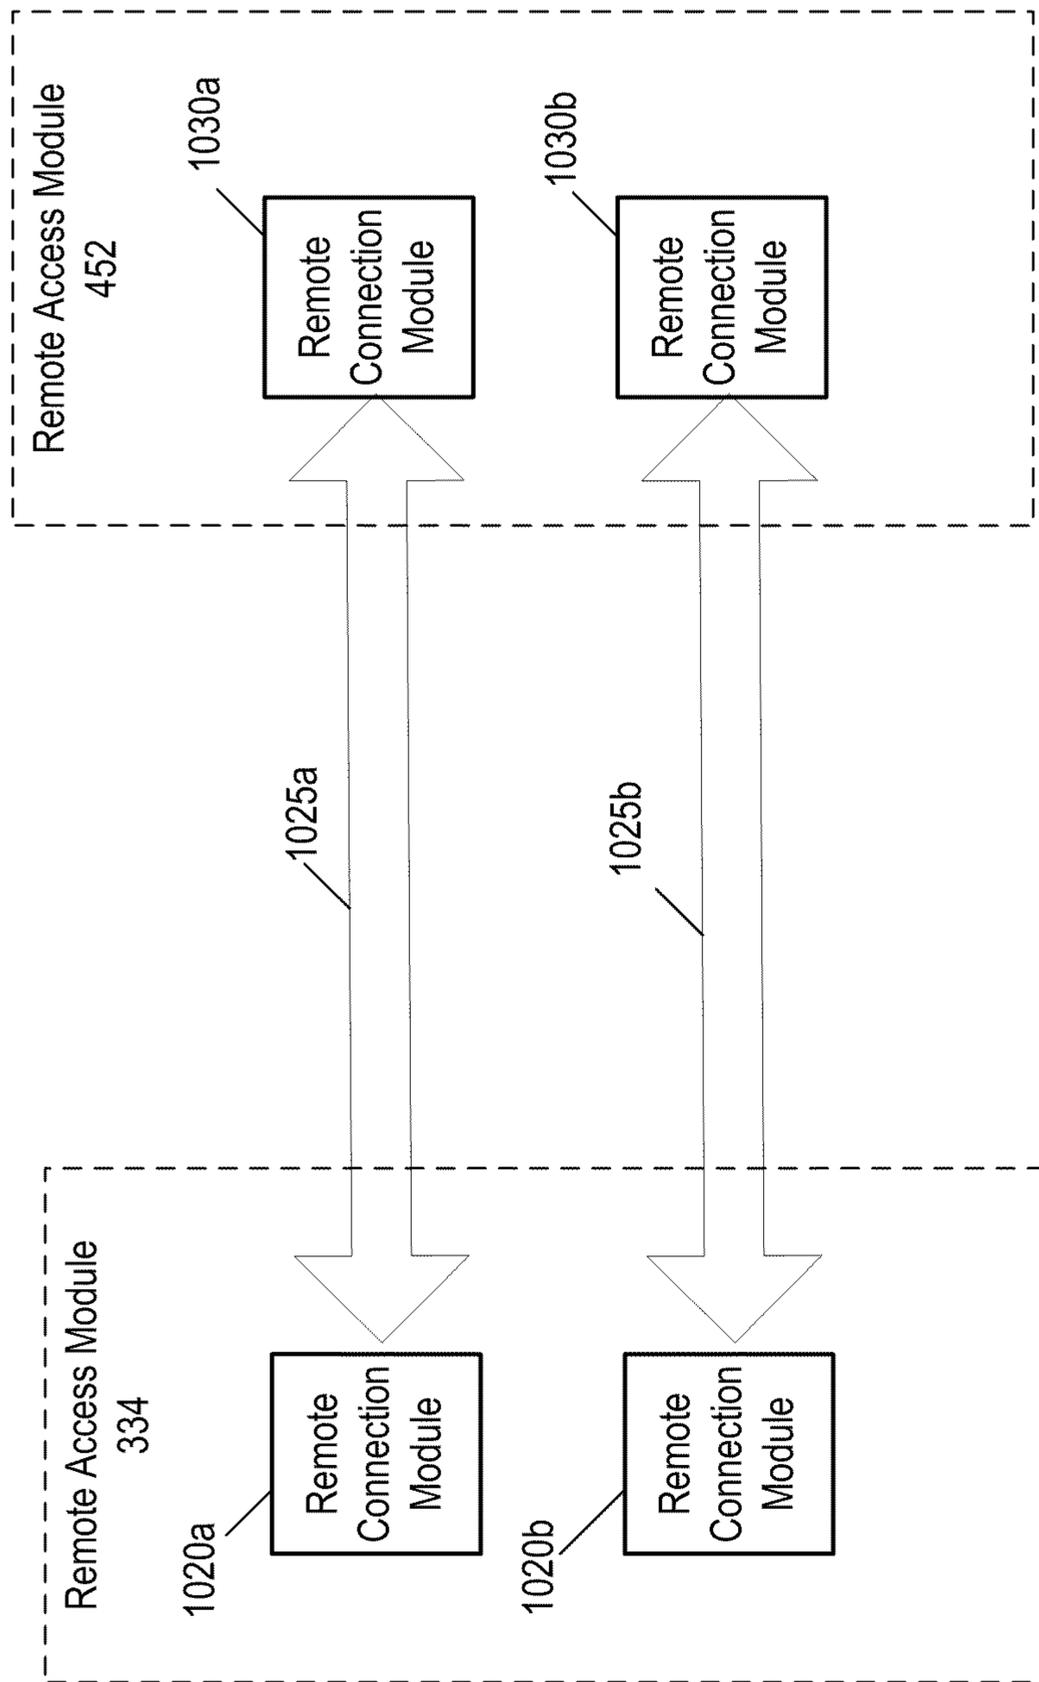 Remote Access Module
334
1020a
Remote
Connection
Module
1020b
Remote
Connection
Module
1025a
1025b
Remote Access Module
452
1030a
Remote
Connection
Module
1030b
Remote
Connection
Module